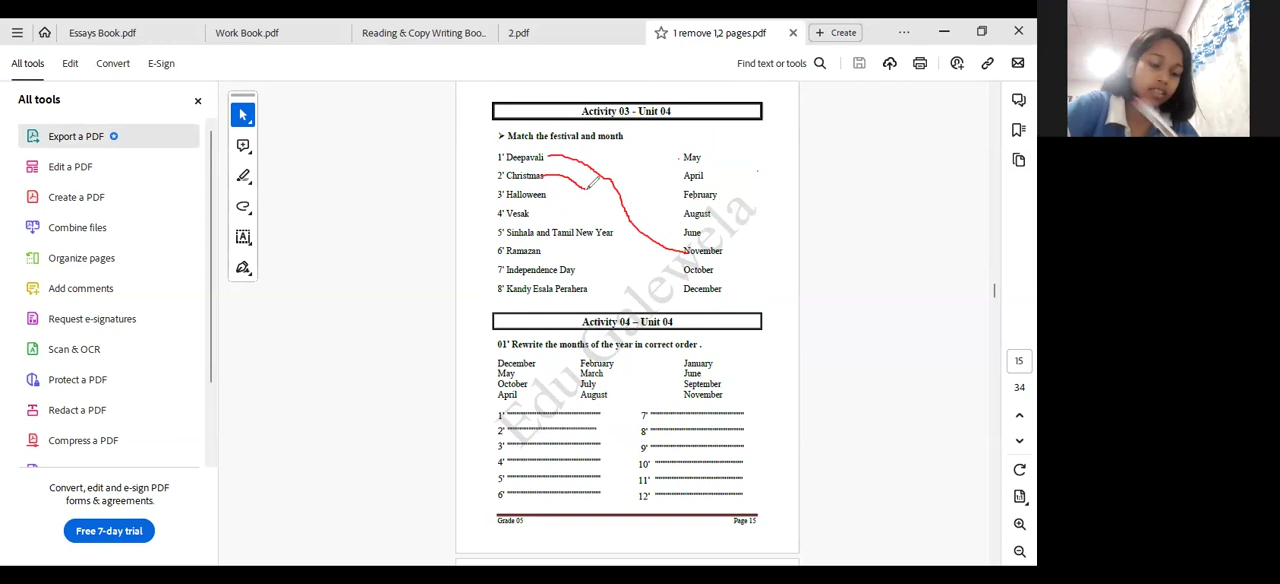 Essays Book.pdf
Work Book.pdf
Reading & Copy Writing Boo...
2.pdf
1 remove 1,2 pages.pdf
Create
All tools
Edit
Convert
E-Sign
Find text or tools
All tools
Export a PDF
Edit a PDF
Create a PDF
Combine files
Organize pages
Add comments
Request e-signatures
Scan & OCR
Protect a PDF
Redact a PDF
Compress a PDF
Convert, edit and e-sign PDF
forms & agreements.
Free 7-day trial
Activity 03 - Unit 04
➢ Match the festival and month
1' Deepavali May
2' Christmas April
3' Halloween February
4' Vesak August
5' Sinhala and Tamil New Year June
6' Ramazan November
7' Independence Day October
8' Kandy Esala Perahera December
Activity 04 – Unit 04
01' Rewrite the months of the year in correct order .
December February January
May March June
October July September
April August November
1' 7'
2' 8'
3' 9'
4' 10'
5' 11'
6' 12'
Grade 05 Page 15
Edu Galewela
15
34